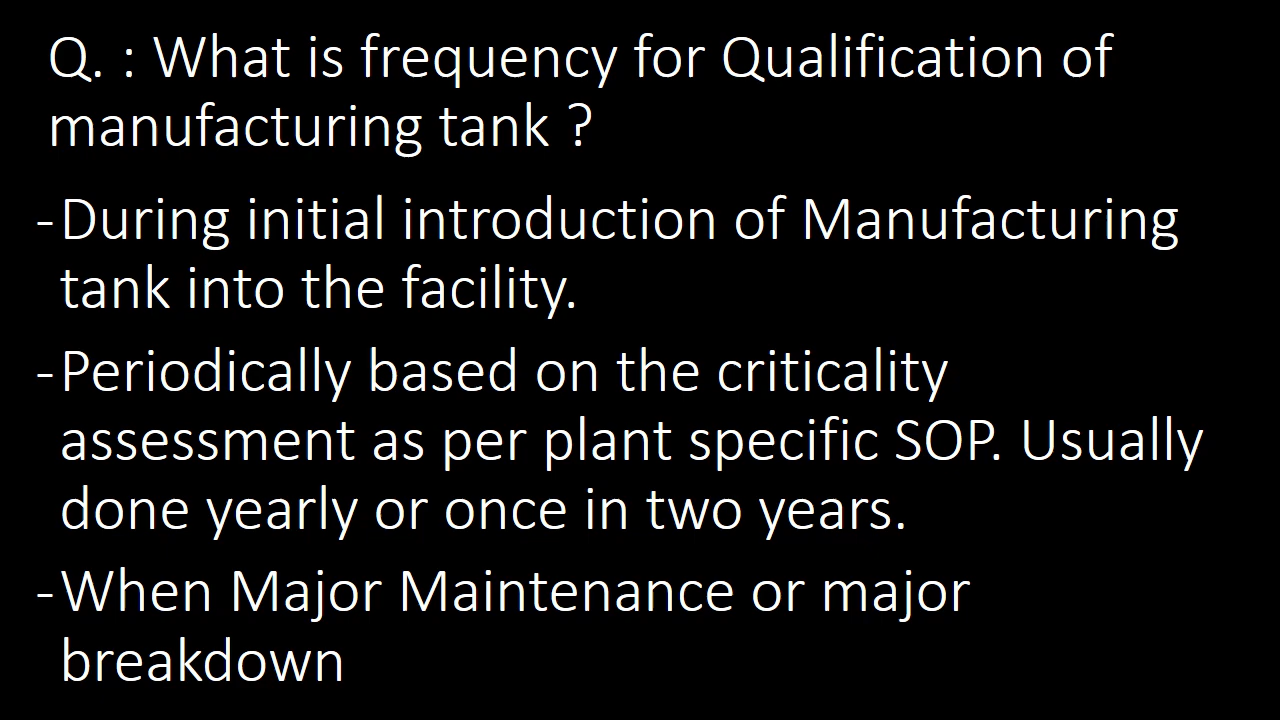 Q. : What is frequency for Qualification of
manufacturing tank ?
-During initial introduction of Manufacturing
tank into the facility.
-Periodically based on the criticality
assessment as per plant specific SOP. Usually
done yearly or once in two years.
-When Major Maintenance or major
breakdown